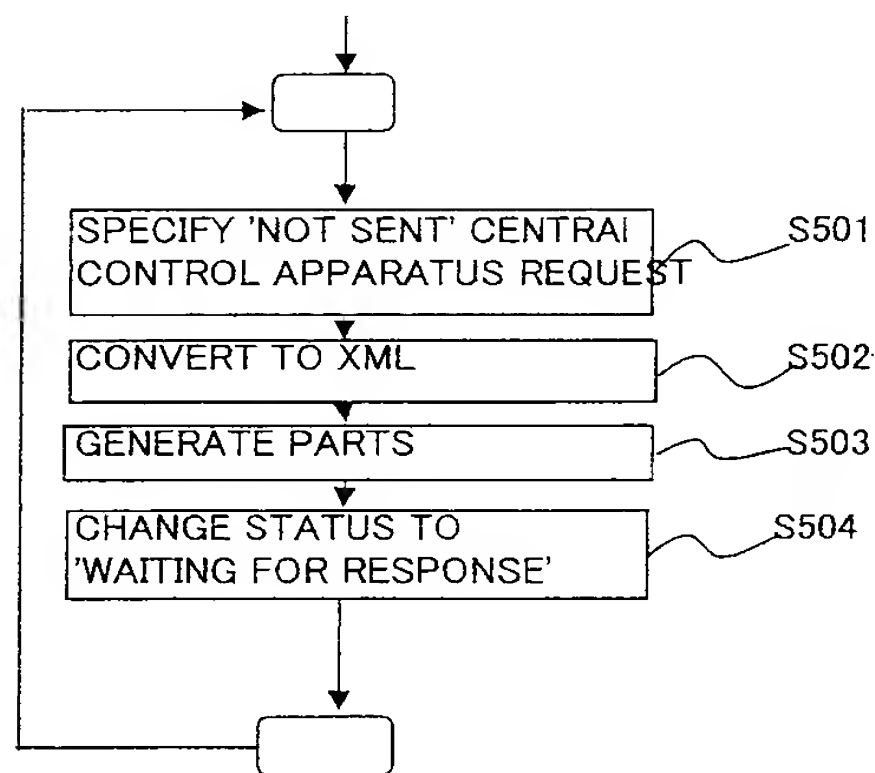 SPECIFY 'NOT SENT' CENTRAl
CONTROL APPARATUS REQUEST
S501
CONVERT TO XML
S502
GENERATE PARTS
S503
CHANGE STATUS TO
'WAITING FOR RESPONSE'
S504